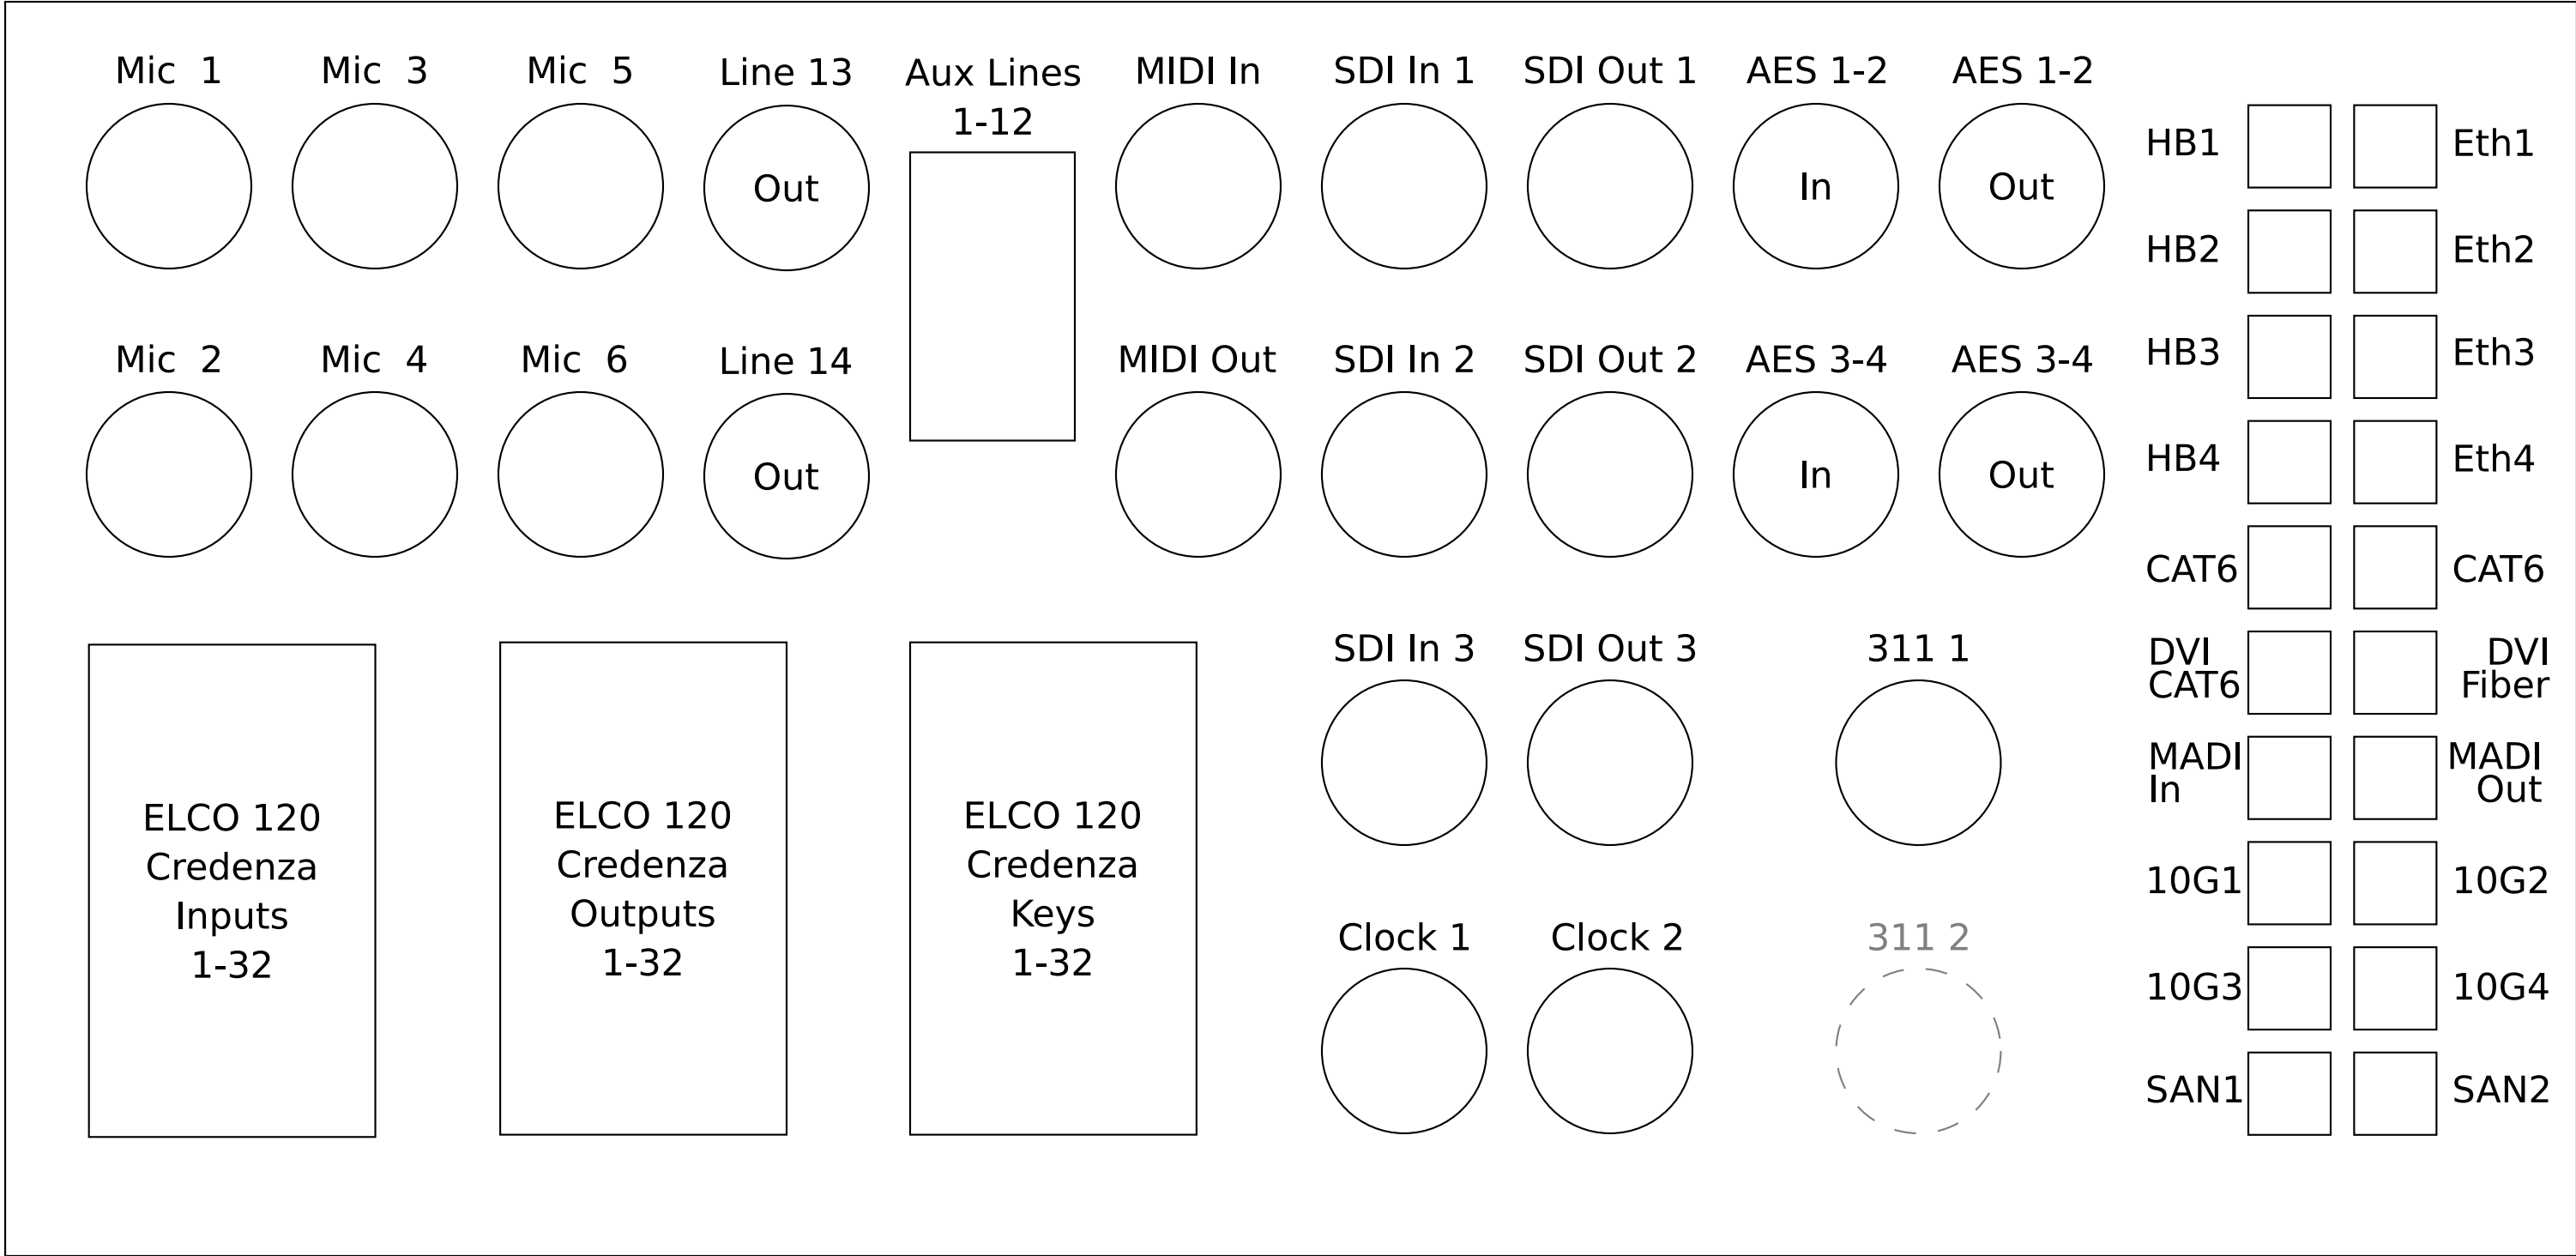 Mic 1
Mic 3
Mic 5
Line 13
Aux Lines
1-12
MIDI In
SDI In 1
SDI Out 1
AES 1-2
AES 1-2
Out
In
Out
HB1
Eth1
HB2
Eth2
Mic 2
Mic 4
Mic 6
Line 14
MIDI Out
SDI In 2
SDI Out 2
AES 3-4
AES 3-4
HB3
Eth3
Out
In
Out
HB4
Eth4
CAT6
CAT6
SDI In 3
SDI Out 3
311 1
DVI
CAT6
DVI
Fiber
MADI
In
MADI
Out
ELCO 120
Credenza
Inputs
1-32
ELCO 120
Credenza
Outputs
1-32
ELCO 120
Credenza
Keys
1-32
10G1
10G2
Clock 1
Clock 2
311 2
10G3
10G4
SAN1
SAN2